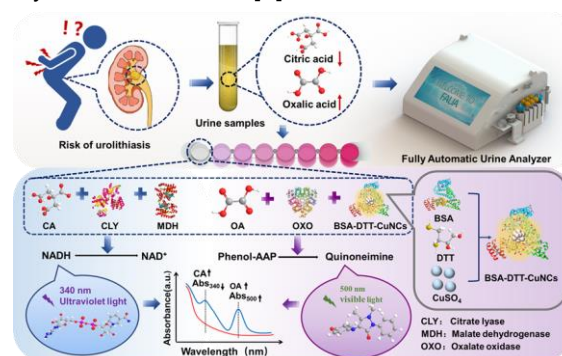 ! ?
Citric acid
Oxalic acid
Risk of urolithiasis
Urine samples
Fully Automatic Urine Analyzer
CA
CLY
MDH
OA
OXO
BSA-DTT-CuNCs
BSA
DTT
CuSO₄
BSA-DTT-CuNCs
NADH
NAD⁺
Phenol-AAP
Quinoneimine
340 nm
Ultraviolet light
Absorbance(a.u.)
CA↑
Abs₃₄₀↓
OA↑
Abs₅₀₀↑
Wavelength (nm)
500 nm
visible light
CLY: Citrate lyase
MDH: Malate dehydrogenase
OXO: Oxalate oxidase